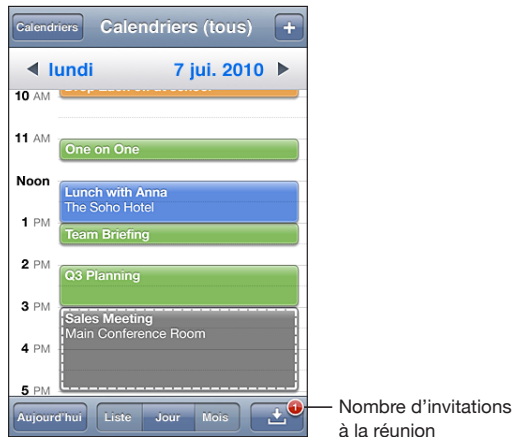 Calendriers
Calendriers (tous)
+
lundi
7 jui. 2010
10 AM
11 AM
One on One
Noon
Lunch with Anna
The Soho Hotel
1 PM
Team Briefing
2 PM
Q3 Planning
3 PM
Sales Meeting
Main Conference Room
4 PM
5 PM
Aujourd'hui
Liste
Jour
Mois
1
Nombre d'invitations
à la réunion